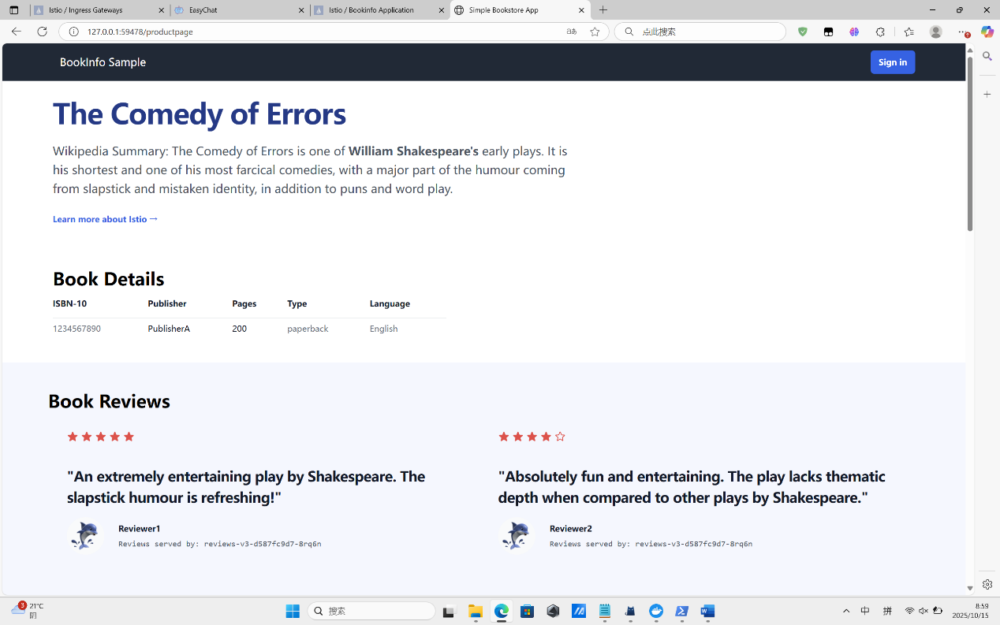 Istio / Ingress Gateways
EasyChat
Istio / Bookinfo Application
Simple Bookstore App
127.0.0.1:59478/productpage
点此搜索
BookInfo Sample
Sign in
The Comedy of Errors
Wikipedia Summary: The Comedy of Errors is one of William Shakespeare's early plays. It is
his shortest and one of his most farcical comedies, with a major part of the humour coming
from slapstick and mistaken identity, in addition to puns and word play.
Learn more about Istio →
Book Details
ISBN-10 Publisher Pages Type Language
1234567890 PublisherA 200 paperback English
Book Reviews
"An extremely entertaining play by Shakespeare. The
slapstick humour is refreshing!"
Reviewer1
Reviews served by: reviews-v3-d587fc9d7-8rq6n
"Absolutely fun and entertaining. The play lacks thematic
depth when compared to other plays by Shakespeare."
Reviewer2
Reviews served by: reviews-v3-d587fc9d7-8rq6n
3
21°C
阴
搜索
中
拼
8:59
2025/10/15